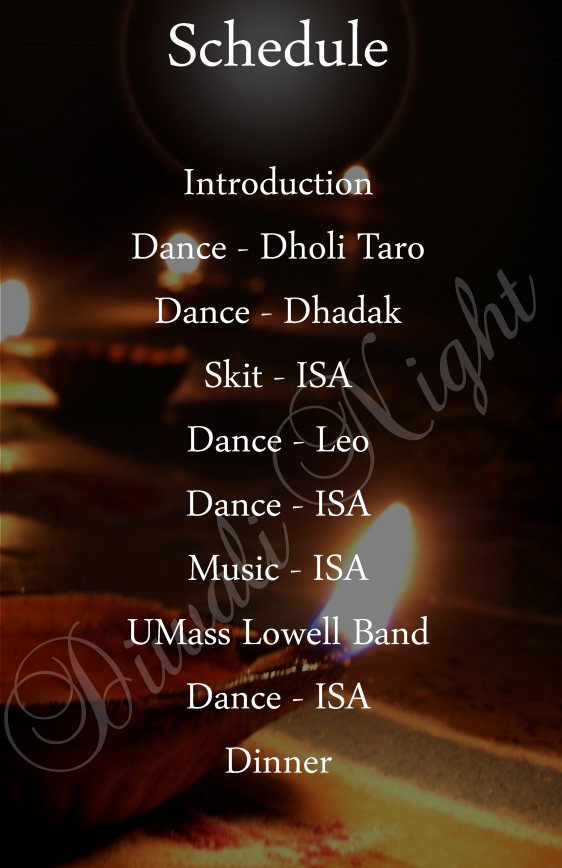 Schedule
Introduction
Dance - Dholi Taro
Dance - Dhadak
Skit - ISA
Dance - Leo
Dance - ISA
Music - ISA
UMass Lowell Band
Dance - ISA
Dinner
Diwali Night